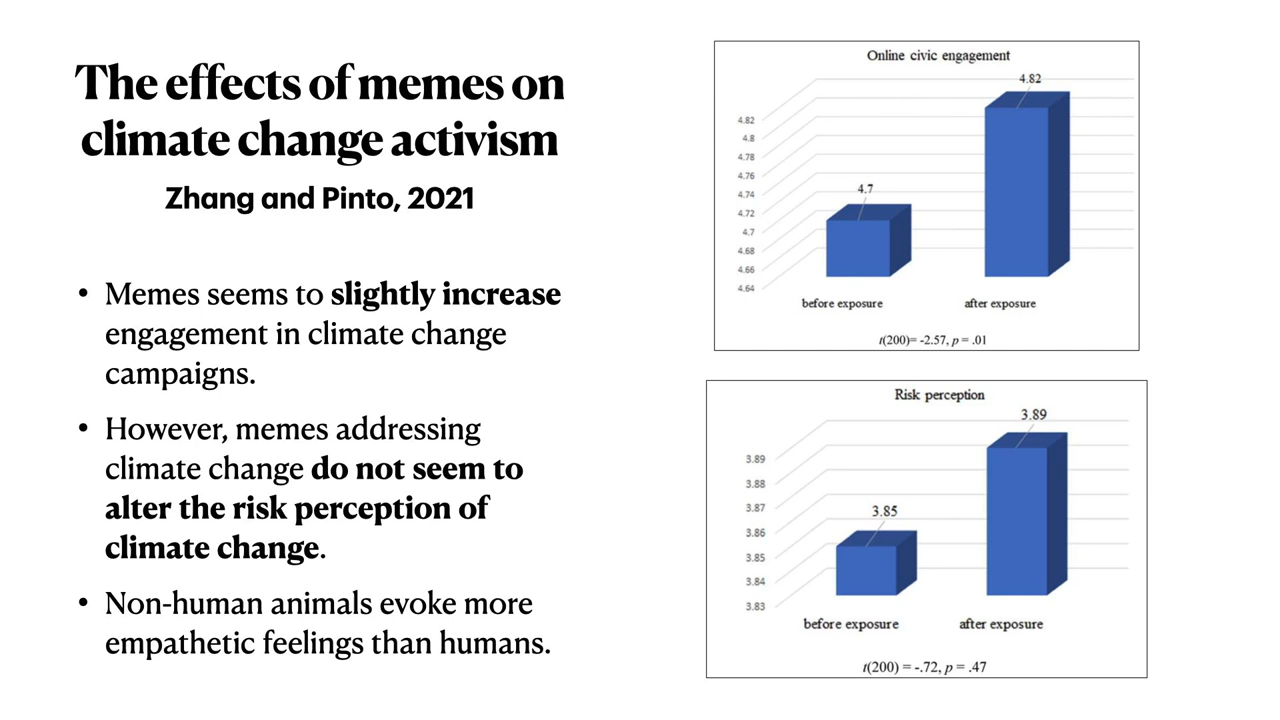 The effects of memes on
climate change activism
Zhang and Pinto, 2021
• Memes seems to slightly increase
engagement in climate change
campaigns.
• However, memes addressing
climate change do not seem to
alter the risk perception of
climate change.
• Non-human animals evoke more
empathetic feelings than humans.
Online civic engagement
4.82
4.7
4.82
4.8
4.78
4.76
4.74
4.72
4.7
4.68
4.66
4.64
before exposure
after exposure
t(200)= -2.57, p = .01
Risk perception
3.89
3.85
3.89
3.88
3.87
3.86
3.85
3.84
3.83
before exposure
after exposure
t(200) = -.72, p = .47